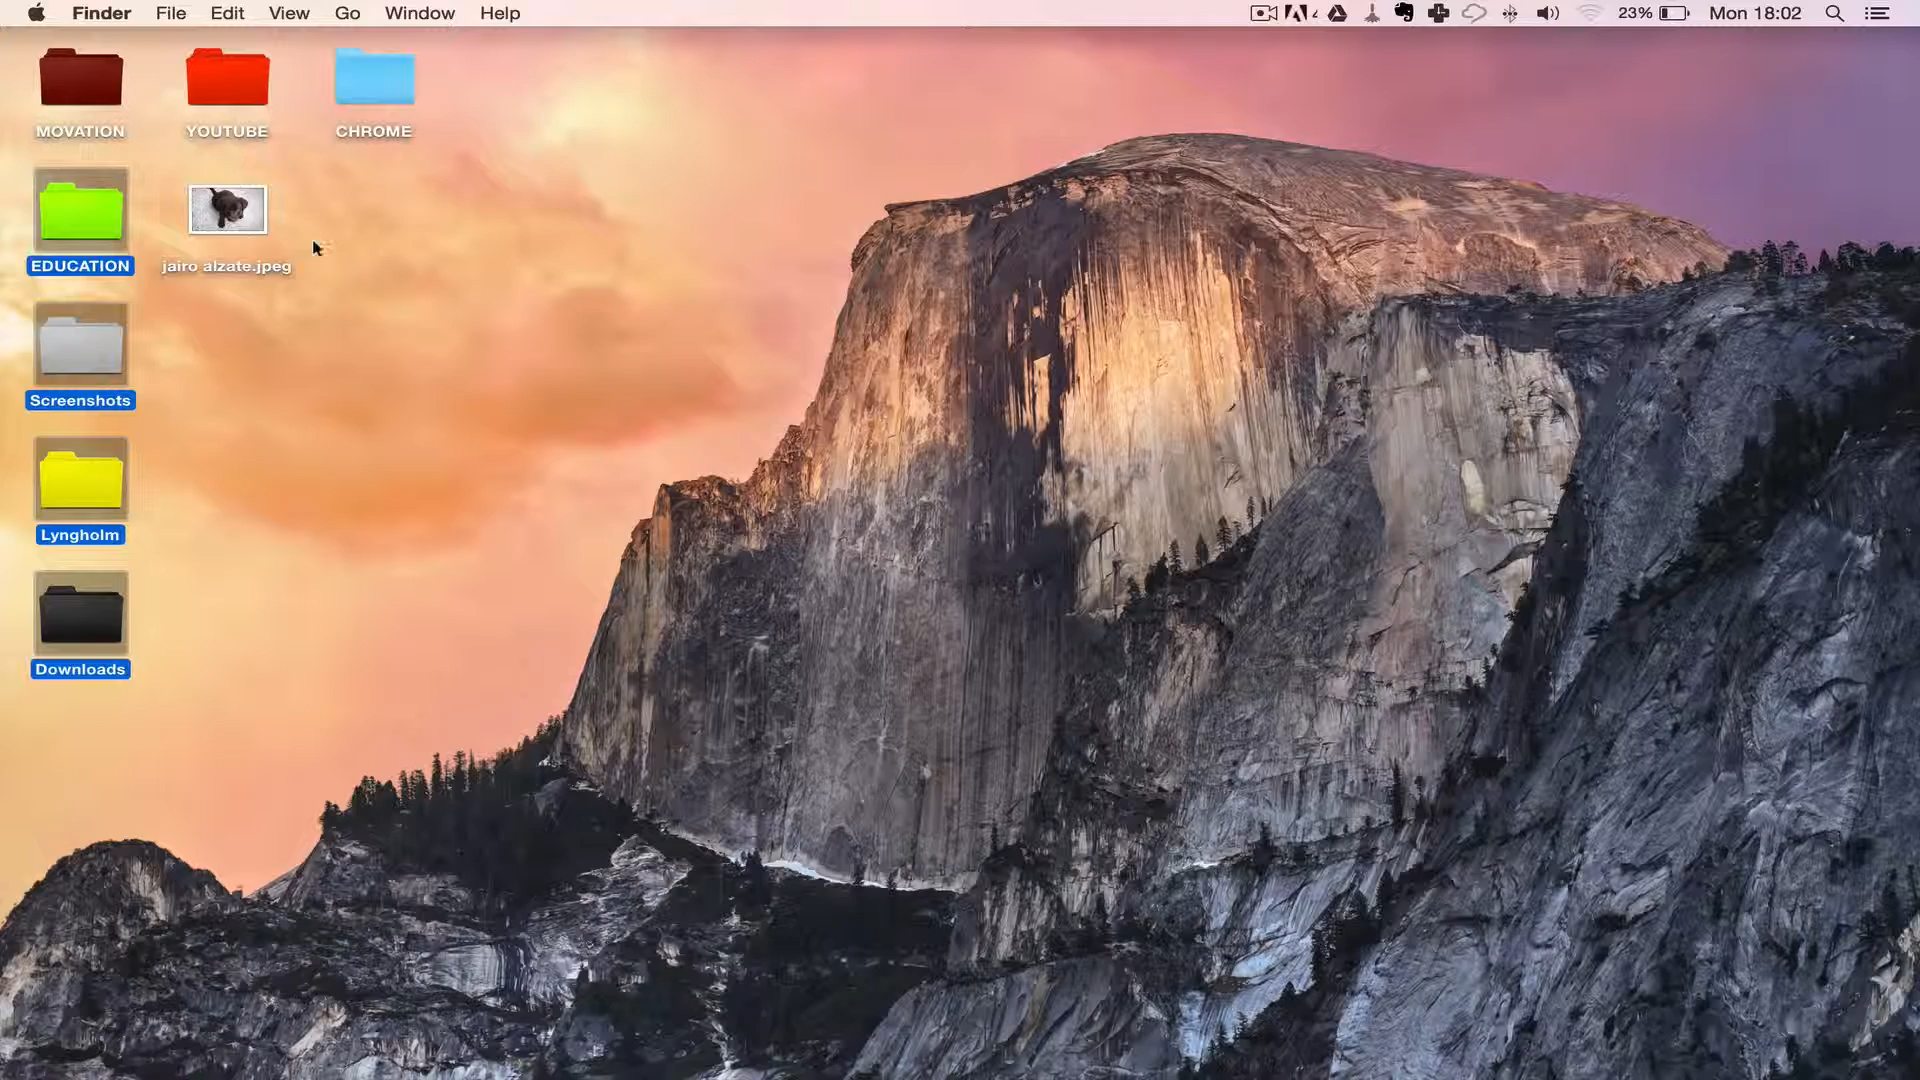 Finder File Edit View Go Window Help 23% Mon 18:02
MOVATION YOUTUBE CHROME
EDUCATION jairo alzate.jpeg
Screenshots
Lyngholm
Downloads